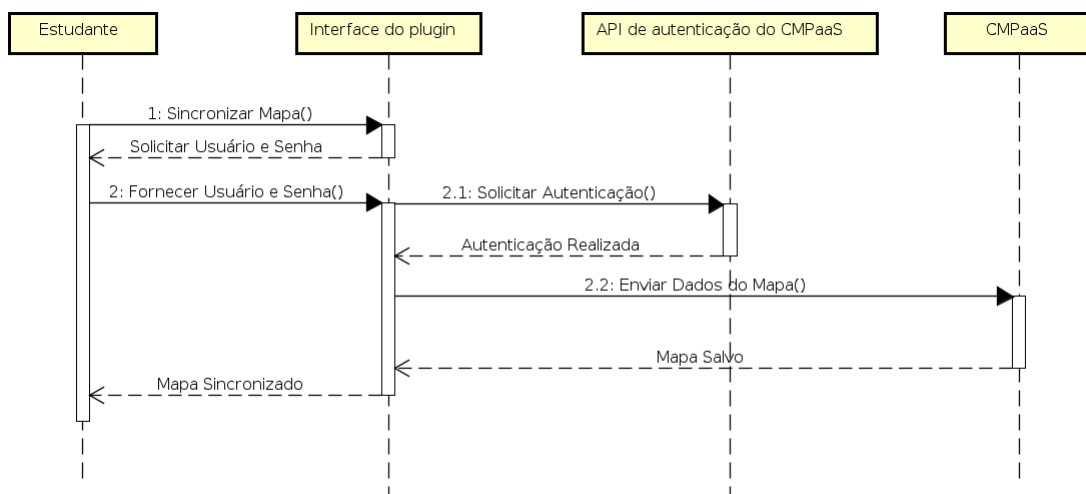 Estudante
Interface do plugin
API de autenticação do CMPaaS
CMPaaS
1: Sincronizar Mapa()
Solicitar Usuário e Senha
2: Fornecer Usuário e Senha()
2.1: Solicitar Autenticação()
Autenticação Realizada
2.2: Enviar Dados do Mapa()
Mapa Salvo
Mapa Sincronizado